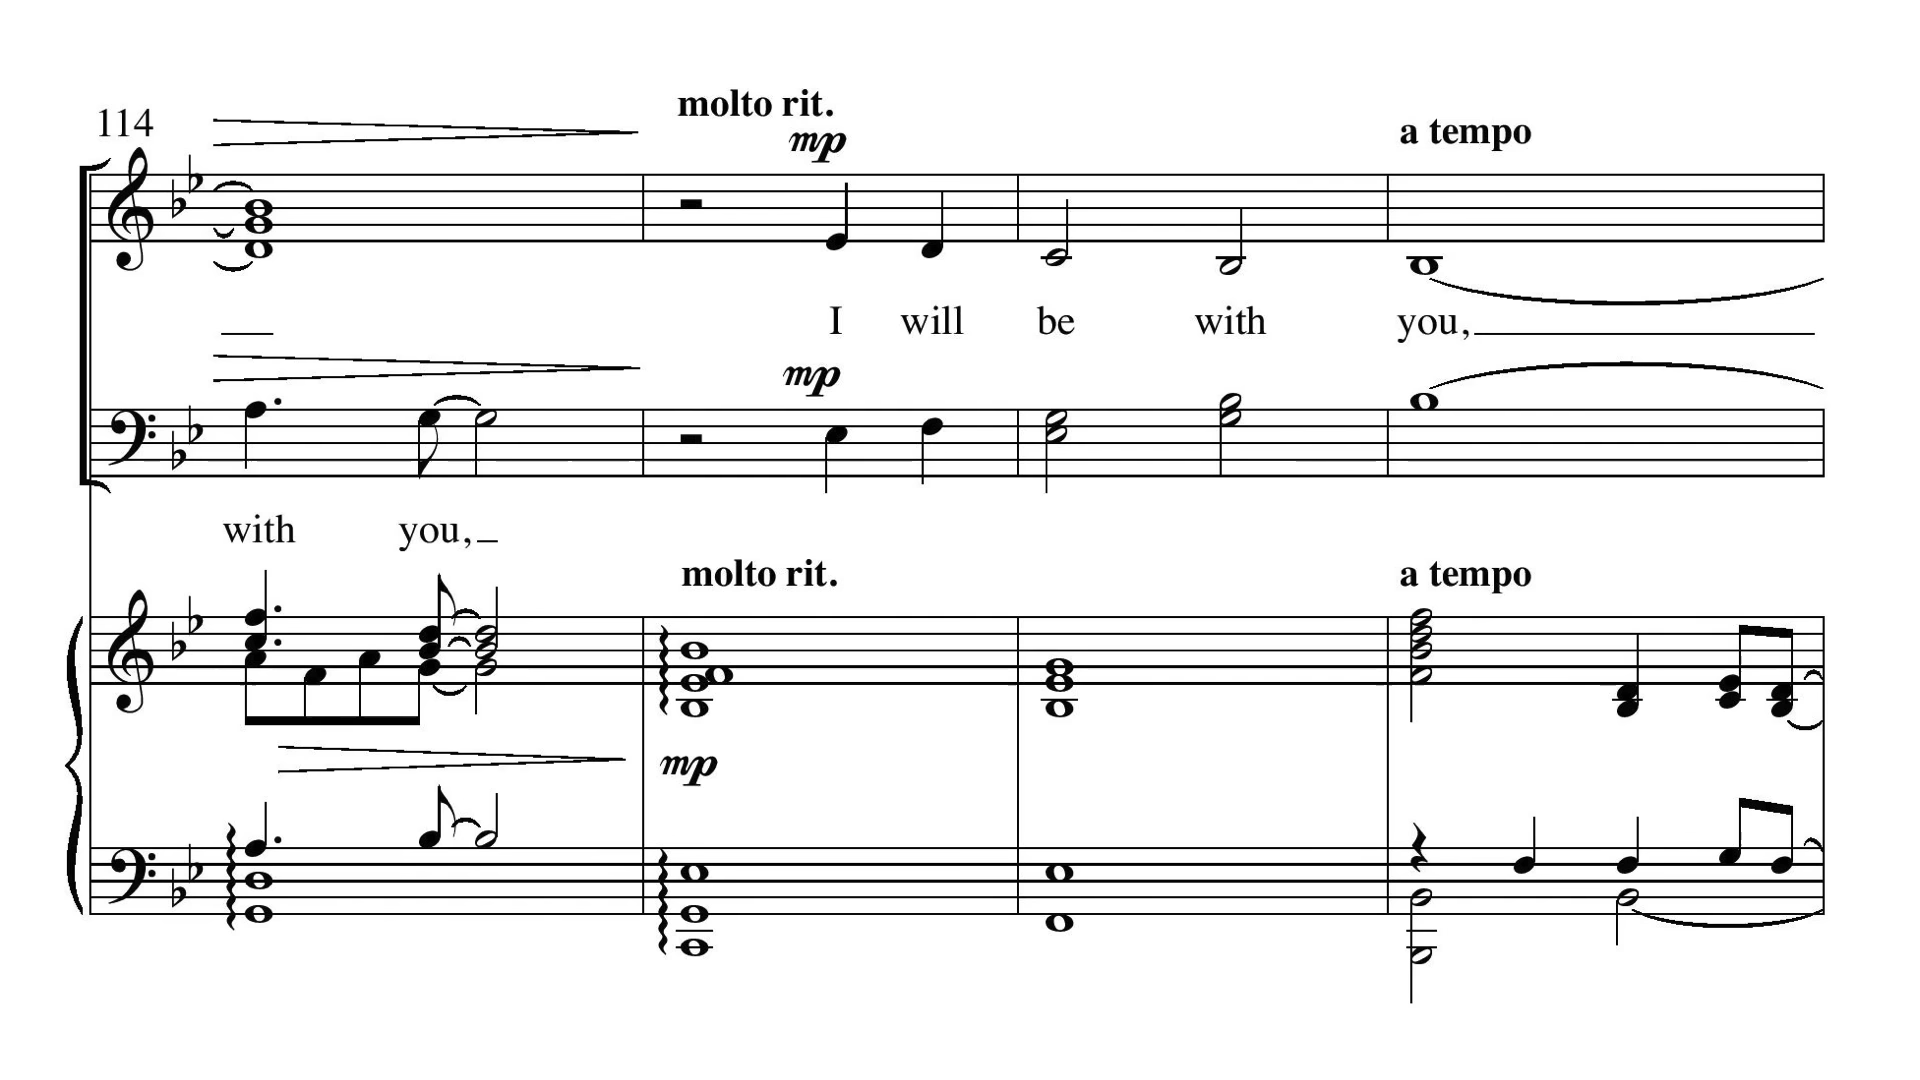 molto rit.
114
mp
a tempo
I will be with you,
mp
with you,
molto rit.
a tempo
mp